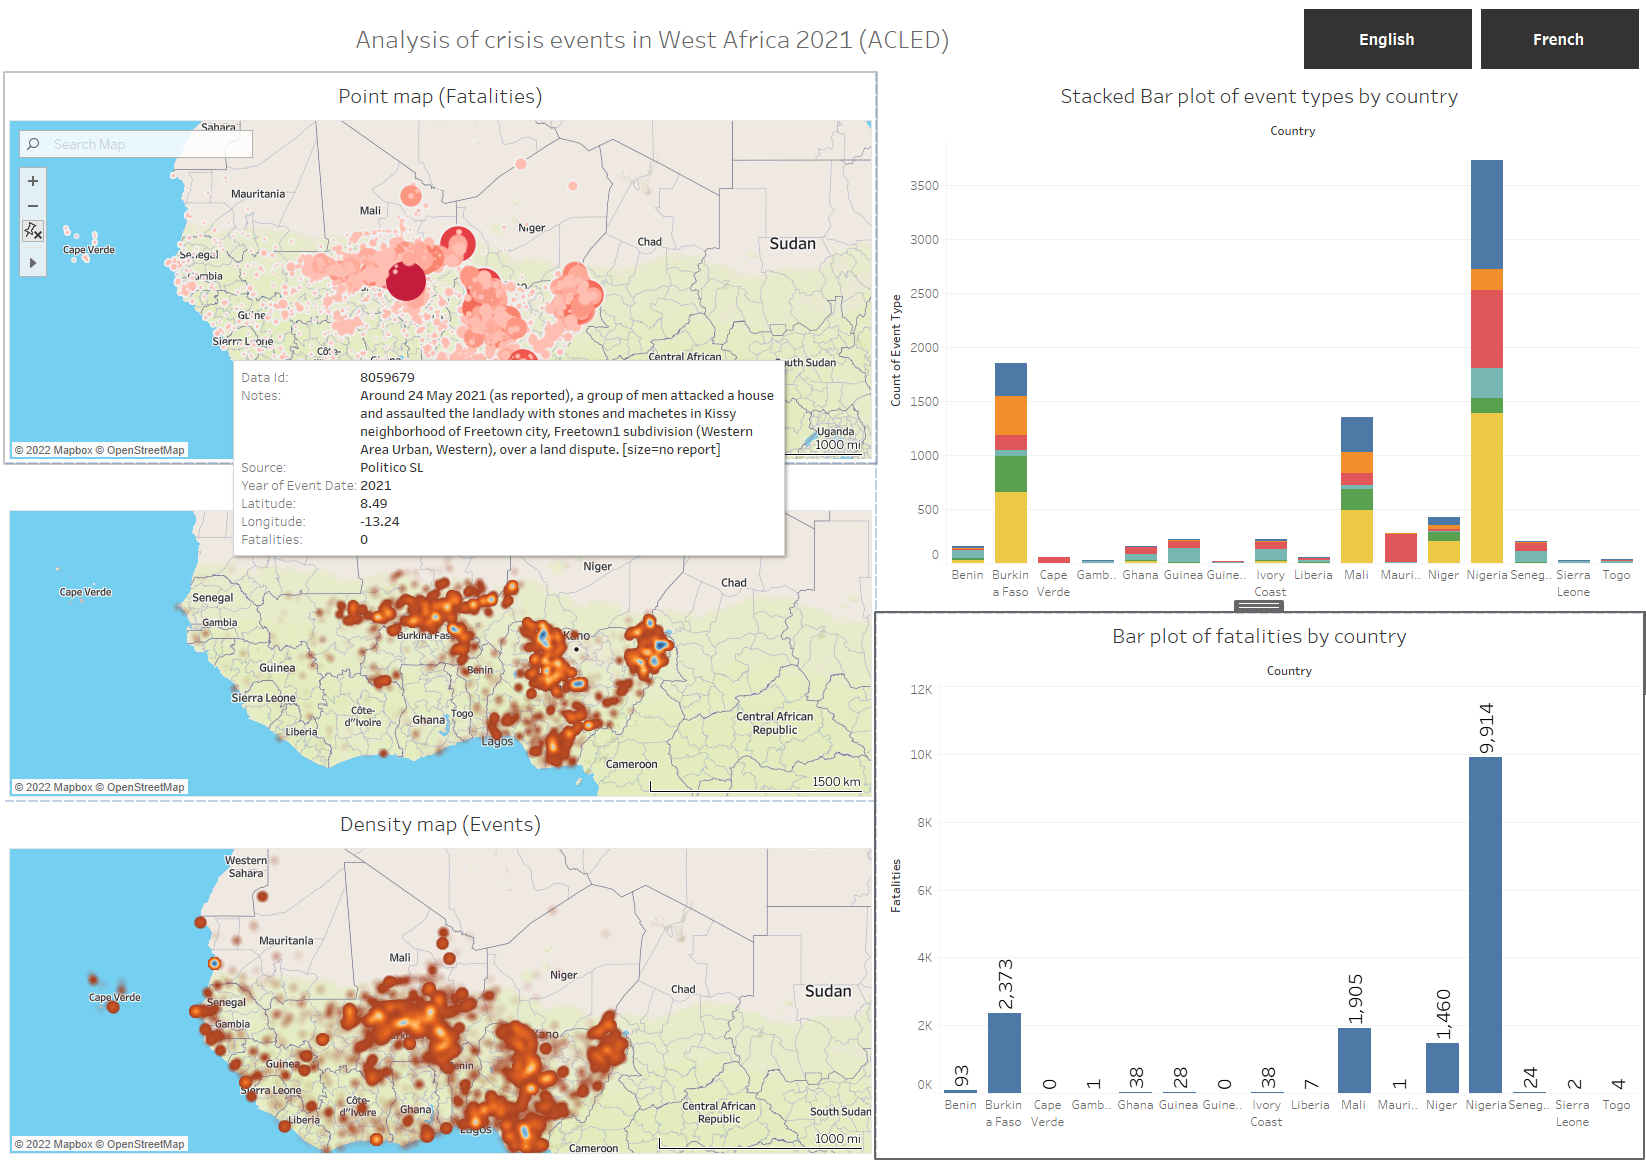 Analysis of crisis events in West Africa 2021 (ACLED)
English
French
Point map (Fatalities)
Search Map
Sahara
Mauritania
Mali
Niger
Chad
Sudan
Cape Verde
Senegal
Gambia
Sierra Leone
Central African
South Sudan
Uganda
1000 mi
© 2022 Mapbox © OpenStreetMap
Data Id: 8059679
Notes: Around 24 May 2021 (as reported), a group of men attacked a house
and assaulted the landlady with stones and machetes in Kissy
neighborhood of Freetown city, Freetown1 subdivision (Western
Area Urban, Western), over a land dispute. [size=no report]
Source: Politico SL
Year of Event Date: 2021
Latitude: 8.49
Longitude: -13.24
Fatalities: 0
Niger
Chad
Cape Verde
Senegal
Gambia
Burkina Faso
Kano
Guinea
Benin
Sierra Leone
Côte-
d"Ivoire
Ghana
Togo
Liberia
Lagos
Central African
Republic
Cameroon
1500 km
© 2022 Mapbox © OpenStreetMap
Density map (Events)
Western
Sahara
Mauritania
Mali
Niger
Chad
Sudan
Cape Verde
Senegal
Gambia
Kano
Guinea
Sierra Leone
Côte-
d"Ivoire
Ghana
Liberia
Lagos
Central African
Republic
South Sudan
Cameroon
1000 mi
© 2022 Mapbox © OpenStreetMap
Stacked Bar plot of event types by country
Country
Count of Event Type
3500
3000
2500
2000
1500
1000
500
0
Benin
Burkin
a Faso
Cape
Verde
Gamb..
Ghana
Guinea
Guine..
Ivory
Coast
Liberia
Mali
Mauri..
Niger
Nigeria
Seneg..
Sierra
Leone
Togo
Bar plot of fatalities by country
Country
Fatalities
12K
10K
8K
6K
4K
2K
0K
93
2,373
0
1
38
28
0
38
7
1,905
1
1,460
9,914
24
2
4
Benin
Burkin
a Faso
Cape
Verde
Gamb..
Ghana
Guinea
Guine..
Ivory
Coast
Liberia
Mali
Mauri..
Niger
Nigeria
Seneg..
Sierra
Leone
Togo